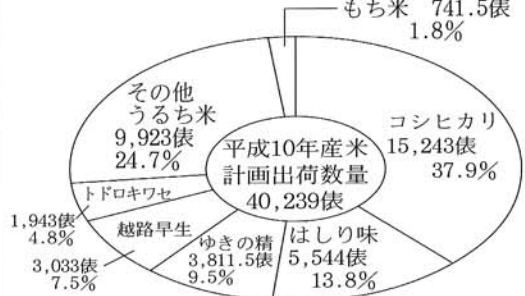 もち米 741.5俵
1.8%
コシヒカリ
15,243俵
37.9%
はしり味
5,544俵
13.8%
ゆきの精
3,811.5俵
9.5%
越路早生
3,033俵
7.5%
トドロキワセ
1,943俵
4.8%
その他
うるち米
9,923俵
24.7%
平成10年産米
計画出荷数量
40,239俵